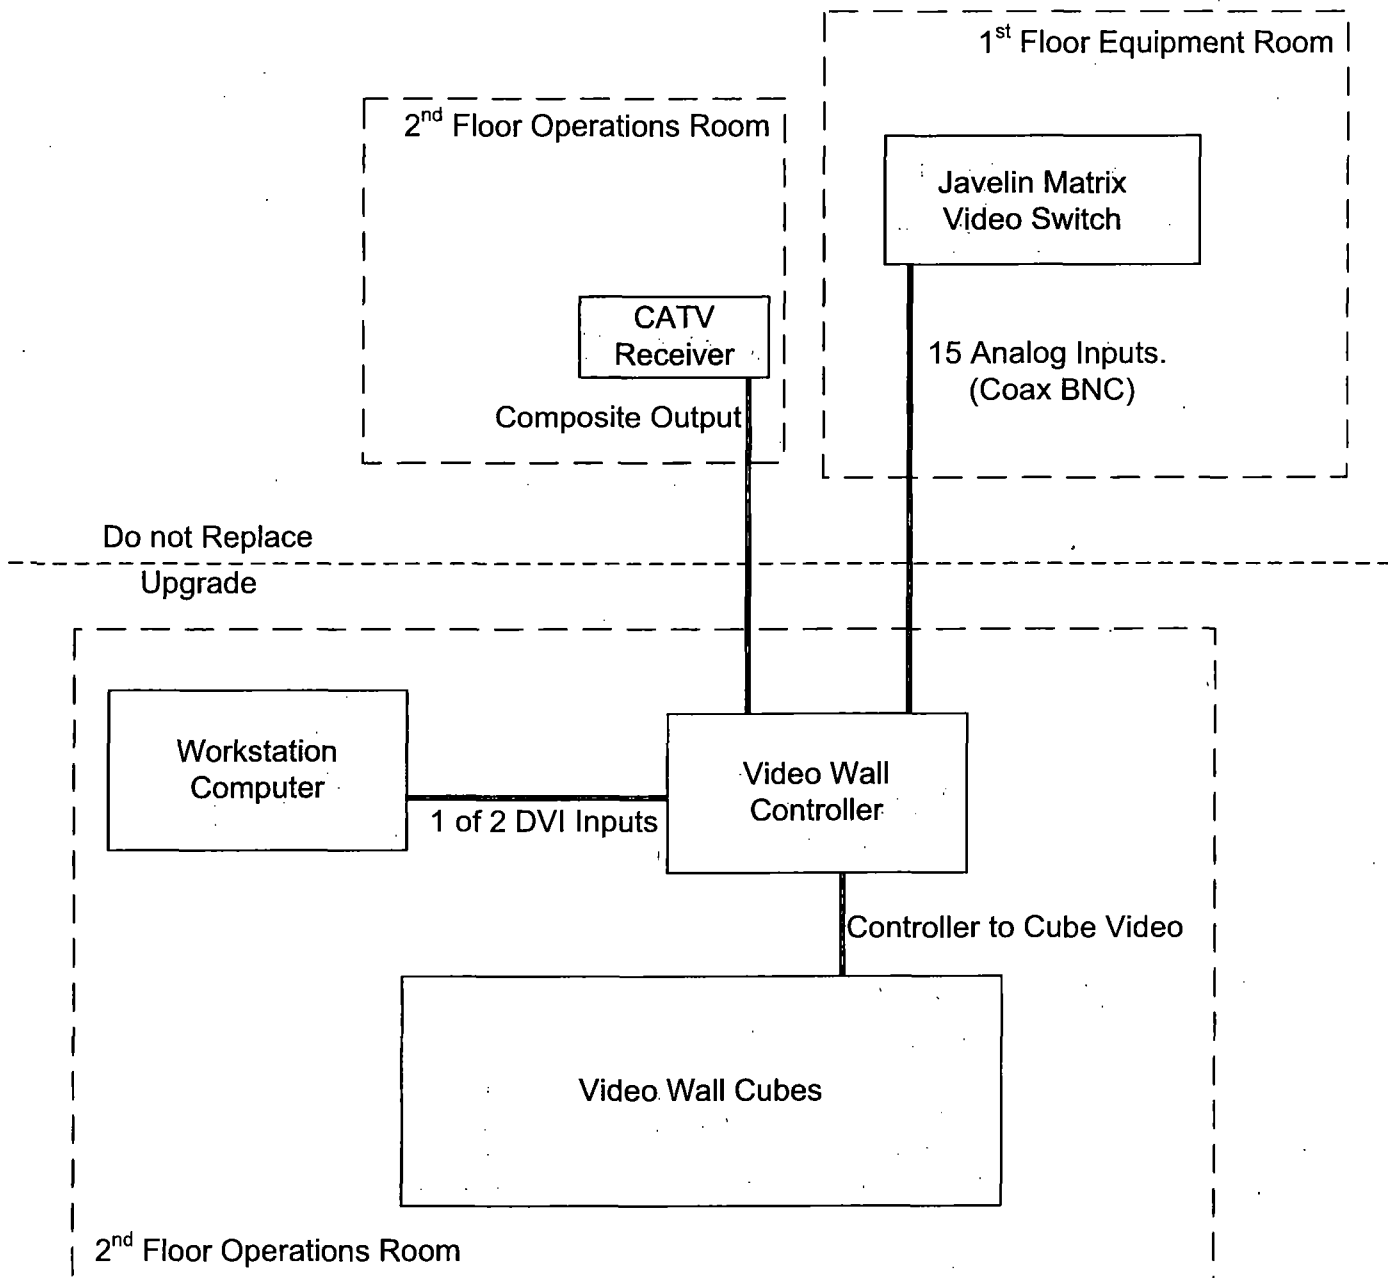 1st Floor Equipment Room
2nd Floor Operations Room
Javelin Matrix
Video Switch
CATV
Receiver
15 Analog Inputs.
(Coax BNC)
Composite Output
Do not Replace
Upgrade
Workstation
Computer
Video Wall
Controller
1 of 2 DVI Inputs
Controller to Cube Video
Video Wall Cubes
2nd Floor Operations Room